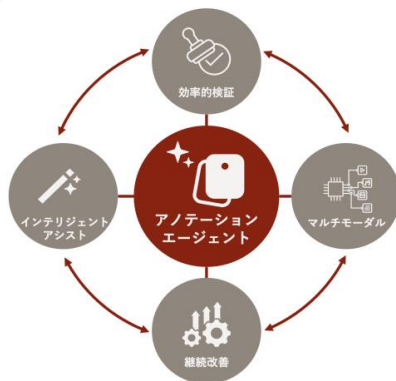 効率的検証
アノテーション
エージェント
インテリジェント
アシスト
マルチモーダル
継続改善